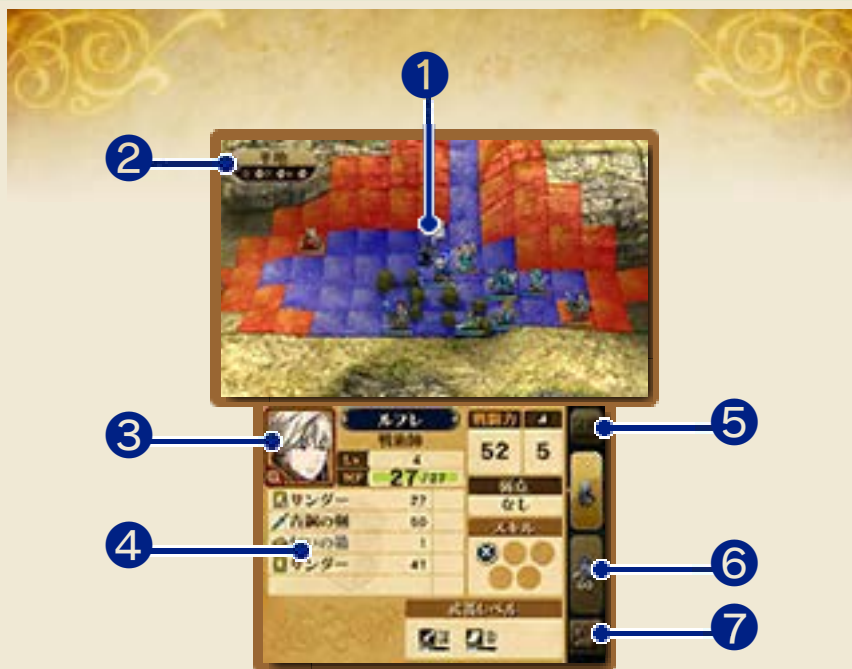 1
2
平地
3
ルフレ
戦術師
Lv 4
HP 27/27
戦闘力
52 5
弱点
なし
スキル
サンダー 27
青銅の剣 50
1
サンダー 41
武器レベル
4
5
6
7